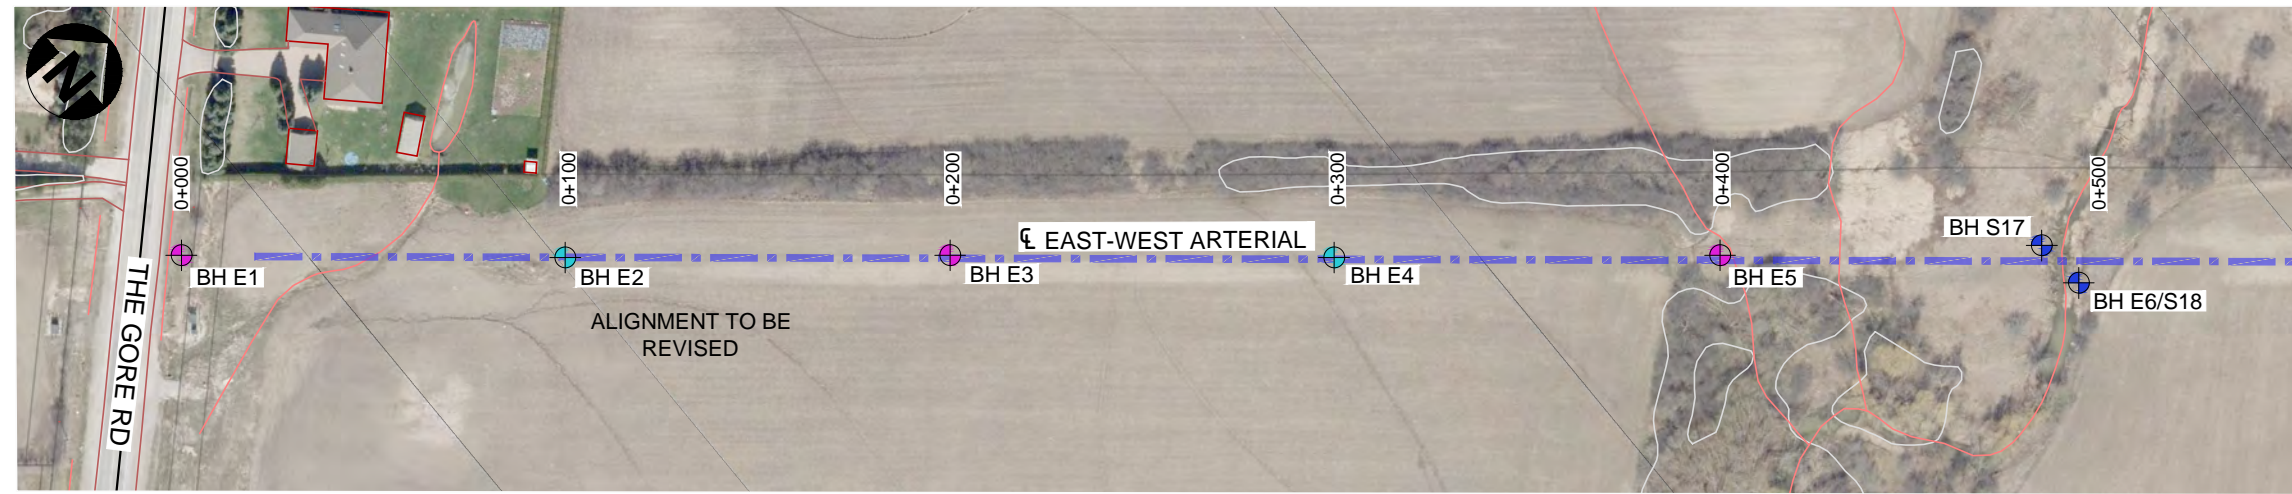 N
0+000
0+100
0+200
0+300
0+400
0+500
THE GORE RD
℄ EAST-WEST ARTERIAL
BH E1
BH E2
BH E3
BH E4
BH E5
BH S17
BH E6/S18
ALIGNMENT TO BE
REVISED